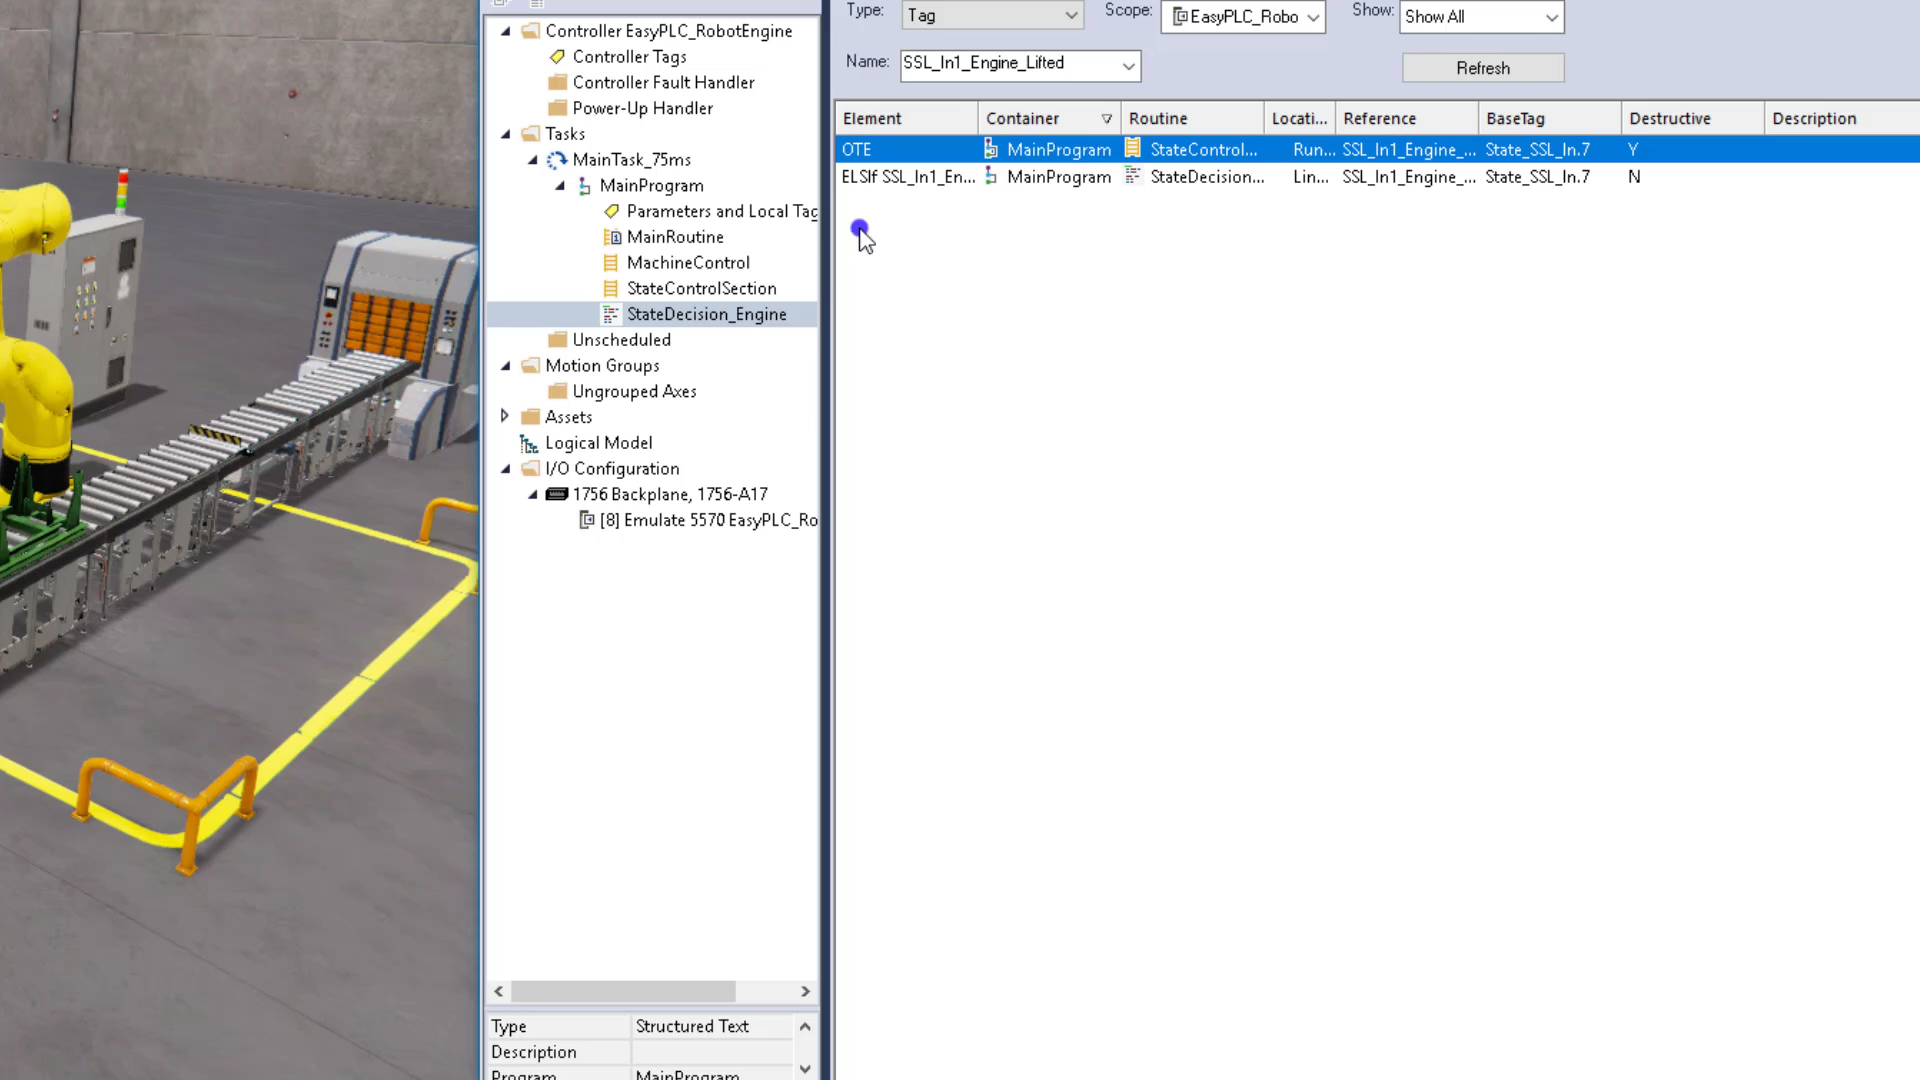 Controller EasyPLC_RobotEngine
Controller Tags
Controller Fault Handler
Power-Up Handler
Tasks
MainTask_75ms
MainProgram
Parameters and Local Tag
MainRoutine
MachineControl
StateControlSection
StateDecision_Engine
Unscheduled
Motion Groups
Ungrouped Axes
Assets
Logical Model
I/O Configuration
1756 Backplane, 1756-A17
[8] Emulate 5570 EasyPLC_Ro
Type Structured Text
Description
Program MainProgram
Type: Tag Scope: EasyPLC_Robo Show: Show All
Name: SSL_In1_Engine_Lifted Refresh
Element Container Routine Locati... Reference BaseTag Destructive Description
OTE MainProgram StateControl... Run... SSL_In1_Engine_... State_SSL_In.7 Y
ELSIf SSL_In1_En... MainProgram StateDecision... Lin... SSL_In1_Engine_... State_SSL_In.7 N